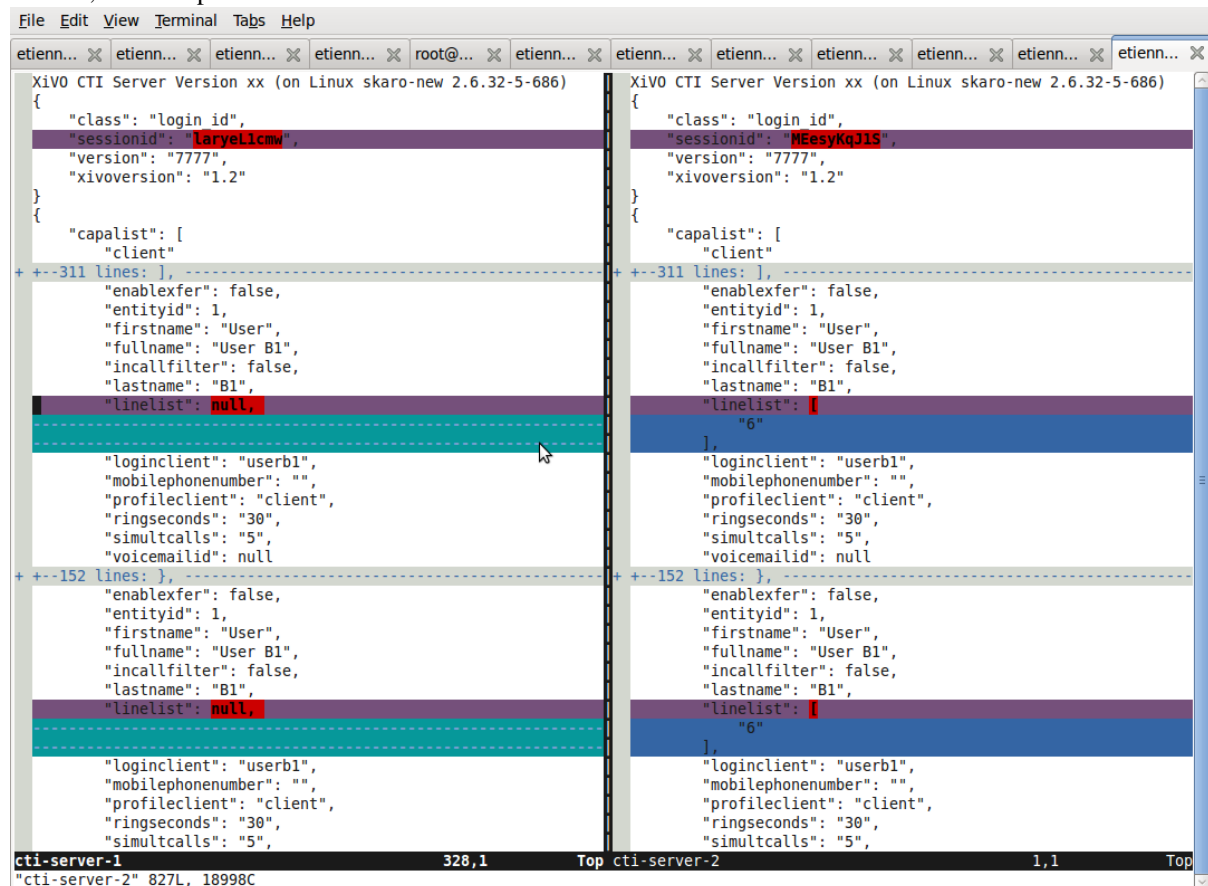 File Edit View Terminal Tabs Help
etienn... etienn... etienn... etienn... root@... etienn... etienn... etienn... etienn... etienn... etienn... etienn...
XiVO CTI Server Version xx (on Linux skaro-new 2.6.32-5-686)
{
"class": "login_id",
"sessionid": "laryeL1cmw",
"version": "7777",
"xivoversion": "1.2"
}
{
"capalist": [
"client"
+ +--311 lines: ], ----------------------------------------------
"enablexfer": false,
"entityid": 1,
"firstname": "User",
"fullname": "User B1",
"incallfilter": false,
"lastname": "B1",
"linelist": null,
"loginclient": "userb1",
"mobilephonenumber": "",
"profileclient": "client",
"ringseconds": "30",
"simultcalls": "5",
"voicemailid": null
+ +--152 lines: }, ----------------------------------------------
"enablexfer": false,
"entityid": 1,
"firstname": "User",
"fullname": "User B1",
"incallfilter": false,
"lastname": "B1",
"linelist": null,
"loginclient": "userb1",
"mobilephonenumber": "",
"profileclient": "client",
"ringseconds": "30",
"simultcalls": "5",
cti-server-1 328,1 Top
XiVO CTI Server Version xx (on Linux skaro-new 2.6.32-5-686)
{
"class": "login_id",
"sessionid": "MEesyKqJ1S",
"version": "7777",
"xivoversion": "1.2"
}
{
"capalist": [
"client"
+ +--311 lines: ], ----------------------------------------------
"enablexfer": false,
"entityid": 1,
"firstname": "User",
"fullname": "User B1",
"incallfilter": false,
"lastname": "B1",
"linelist": [
"6"
],
"loginclient": "userb1",
"mobilephonenumber": "",
"profileclient": "client",
"ringseconds": "30",
"simultcalls": "5",
"voicemailid": null
+ +--152 lines: }, ----------------------------------------------
"enablexfer": false,
"entityid": 1,
"firstname": "User",
"fullname": "User B1",
"incallfilter": false,
"lastname": "B1",
"linelist": [
"6"
],
"loginclient": "userb1",
"mobilephonenumber": "",
"profileclient": "client",
"ringseconds": "30",
"simultcalls": "5",
cti-server-2 1,1 Top
"cti-server-2" 827L, 18998C